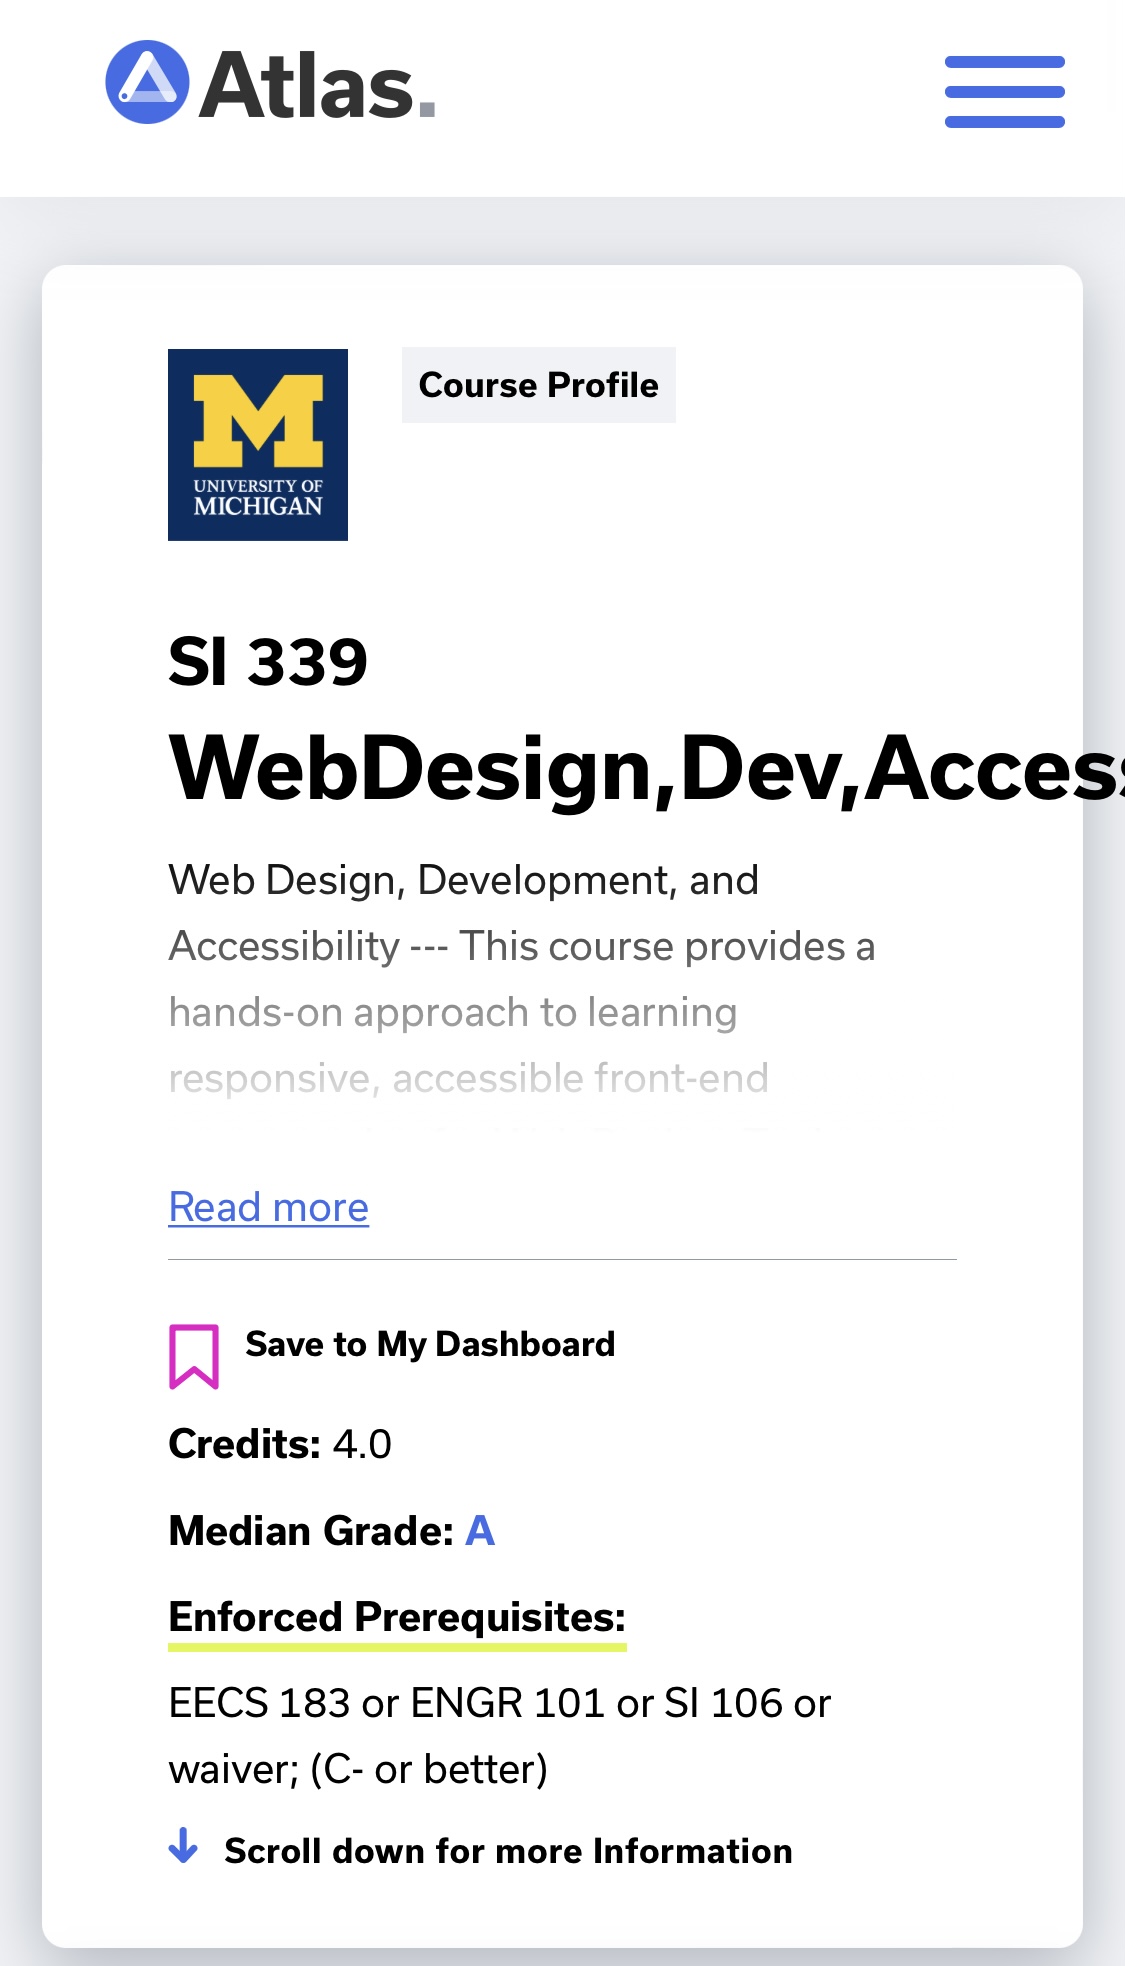 Atlas.
UNIVERSITY OF
MICHIGAN
Course Profile
SI 339
WebDesign,Dev,Access
Web Design, Development, and
Accessibility --- This course provides a
hands-on approach to learning
responsive, accessible front-end
Read more
Save to My Dashboard
Credits: 4.0
Median Grade: A
Enforced Prerequisites:
EECS 183 or ENGR 101 or SI 106 or
waiver; (C- or better)
Scroll down for more Information